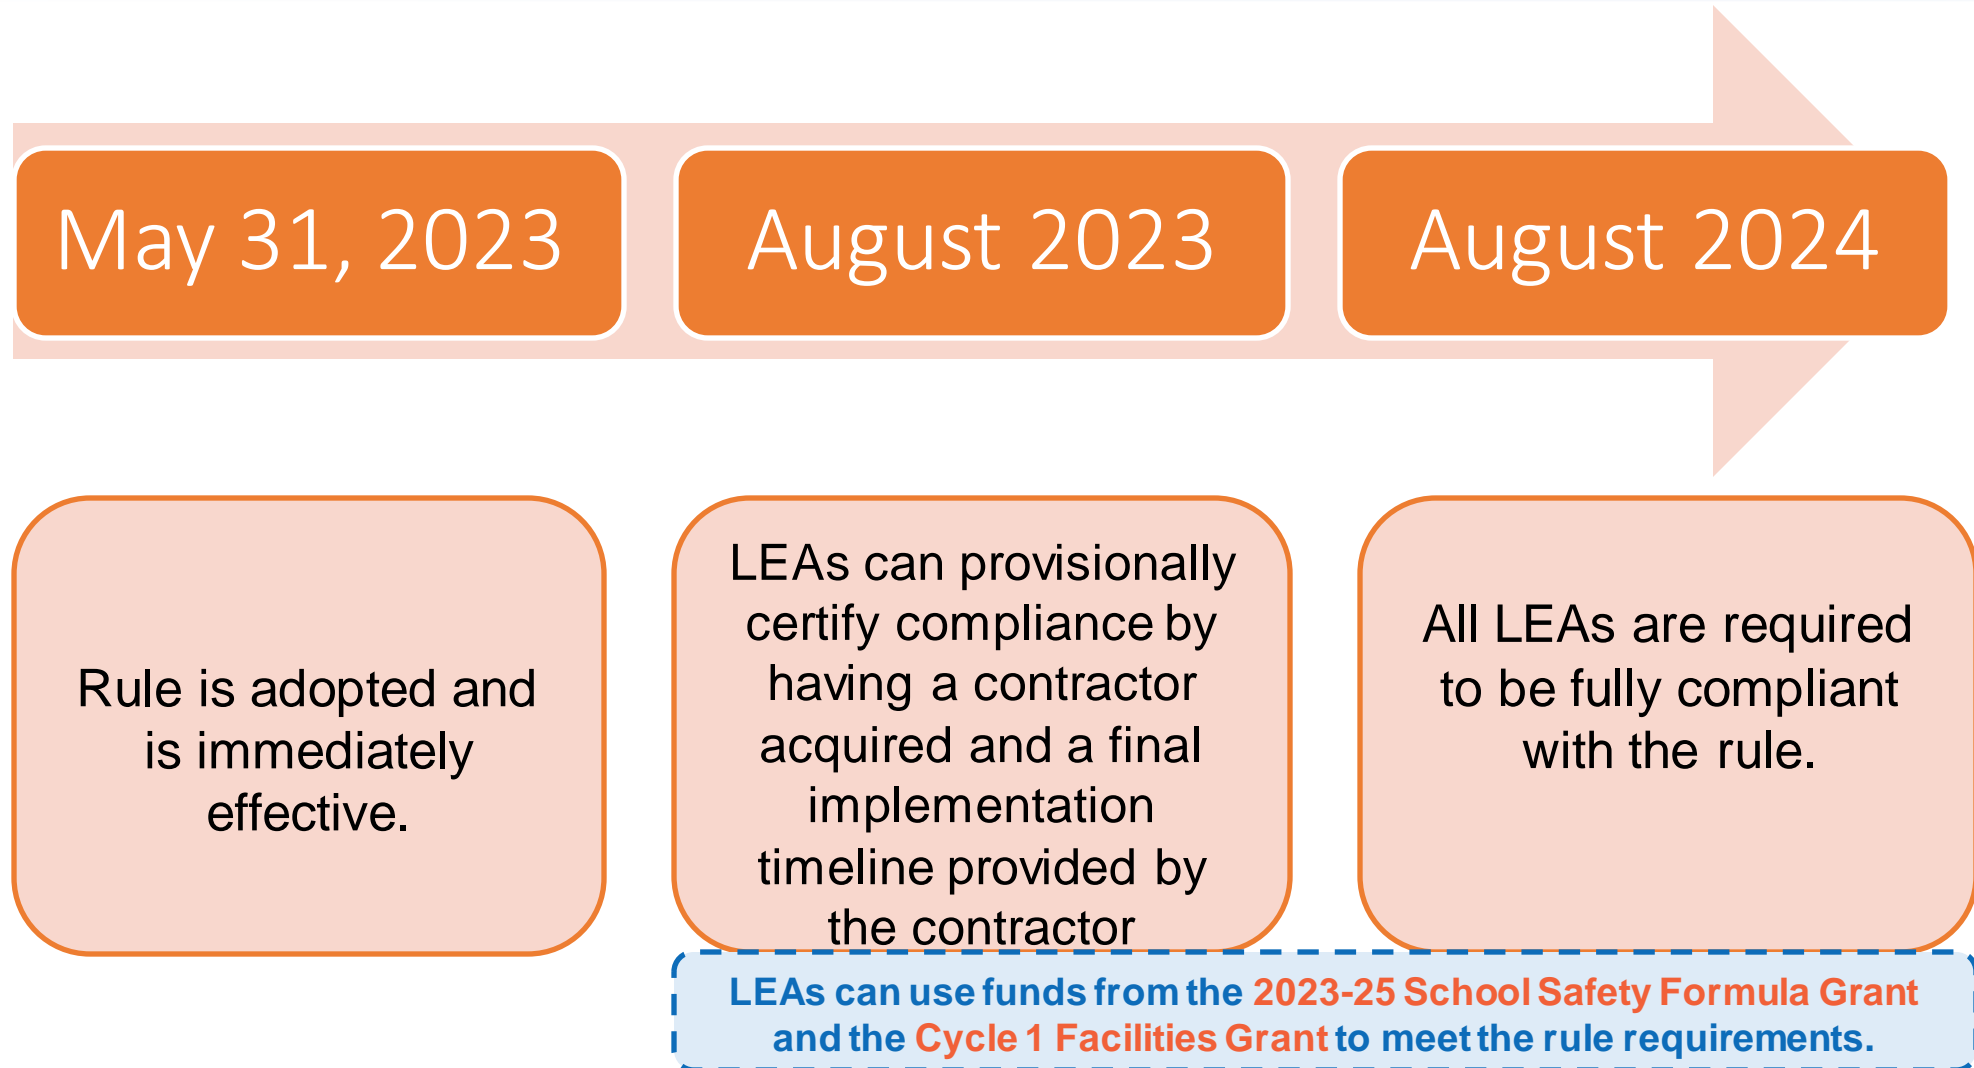 May 31, 2023
August 2023
August 2024
Rule is adopted and
is immediately
effective.
LEAs can provisionally
certify compliance by
having a contractor
acquired and a final
implementation
timeline provided by
the contractor
All LEAs are required
to be fully compliant
with the rule.
LEAs can use funds from the 2023-25 School Safety Formula Grant
and the Cycle 1 Facilities Grant to meet the rule requirements.